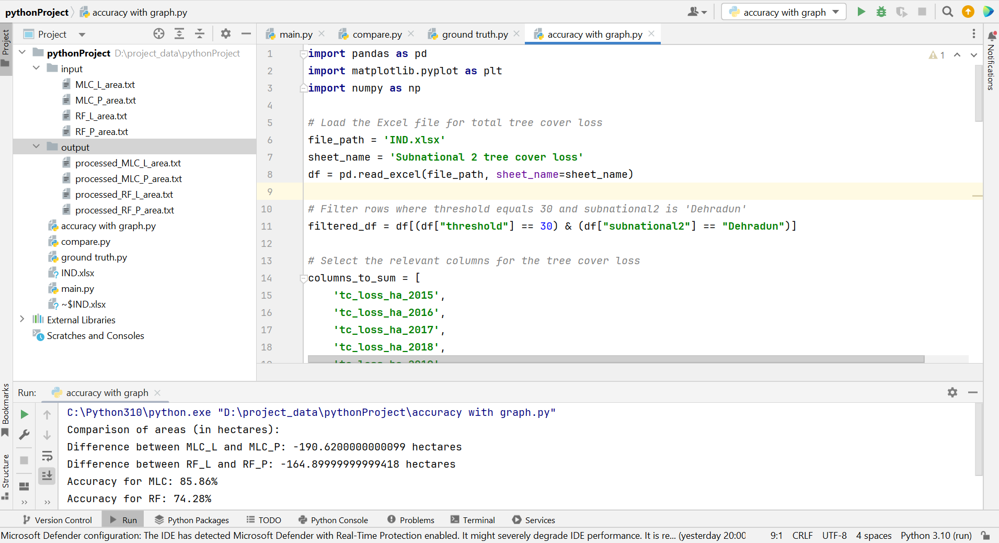 pythonProject accuracy with graph.py
accuracy with graph
Project
Project
main.py compare.py ground truth.py accuracy with graph.py
Notifications
pythonProject D:\project_data\pythonProject
input
MLC_L_area.txt
MLC_P_area.txt
RF_L_area.txt
RF_P_area.txt
output
processed_MLC_L_area.txt
processed_MLC_P_area.txt
processed_RF_L_area.txt
processed_RF_P_area.txt
accuracy with graph.py
compare.py
ground truth.py
IND.xlsx
main.py
~$IND.xlsx
External Libraries
Scratches and Consoles
1 import pandas as pd
1
2 import matplotlib.pyplot as plt
3 import numpy as np
4
5 # Load the Excel file for total tree cover loss
6 file_path = 'IND.xlsx'
7 sheet_name = 'Subnational 2 tree cover loss'
8 df = pd.read_excel(file_path, sheet_name=sheet_name)
9
10 # Filter rows where threshold equals 30 and subnational2 is 'Dehradun'
11 filtered_df = df[(df["threshold"] == 30) & (df["subnational2"] == "Dehradun")]
12
13 # Select the relevant columns for the tree cover loss
14 columns_to_sum = [
15 'tc_loss_ha_2015',
16 'tc_loss_ha_2016',
17 'tc_loss_ha_2017',
18 'tc_loss_ha_2018',
Bookmarks
Structure
Run: accuracy with graph
C:\Python310\python.exe "D:\project_data\pythonProject\accuracy with graph.py"
Comparison of areas (in hectares):
Difference between MLC_L and MLC_P: -190.6200000000099 hectares
Difference between RF_L and RF_P: -164.89999999999418 hectares
Accuracy for MLC: 85.86%
Accuracy for RF: 74.28%
Version Control Run Python Packages TODO Python Console Problems Terminal Services
Microsoft Defender configuration: The IDE has detected Microsoft Defender with Real-Time Protection enabled. It might severely degrade IDE performance. It is re... (yesterday 20:00 9:1 CRLF UTF-8 4 spaces Python 3.10 (run)